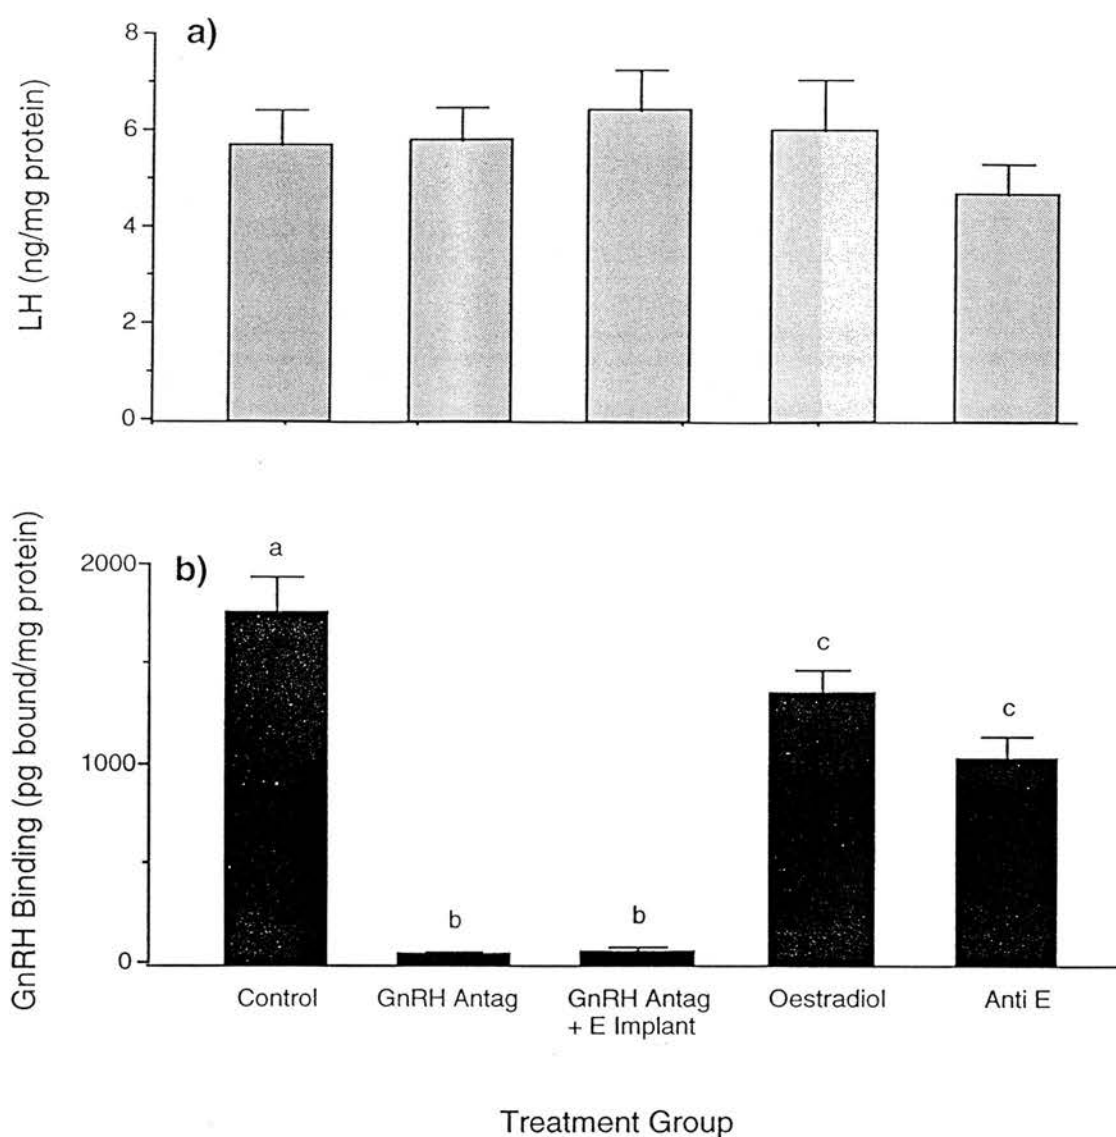 a)
LH (ng/mg protein)
8
6
4
2
0
b)
GnRH Binding (pg bound/mg protein)
2000
1000
0
a
b
b
c
c
Control
GnRH Antag
GnRH Antag
+ E Implant
Oestradiol
Anti E
Treatment Group